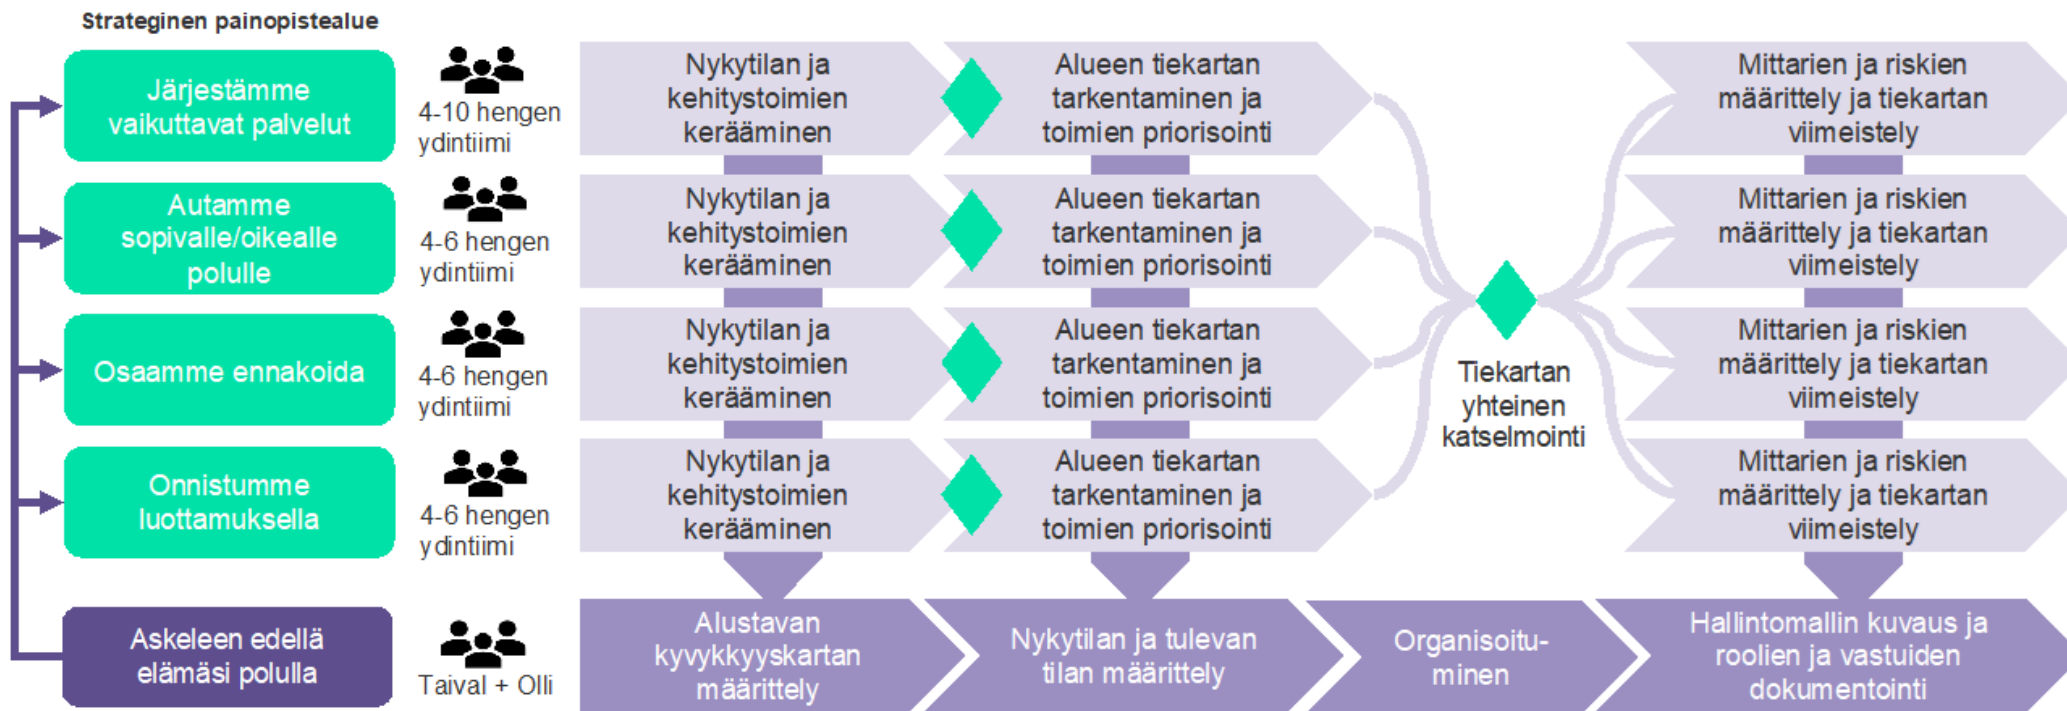 Strateginen painopistealue
Järjestämme
vaikuttavat palvelut
4-10 hengen
ydintiimi
Nykytilan ja
kehitystoimien
kerääminen
Alueen tiekartan
tarkentaminen ja
toimien priorisointi
Mittarien ja riskien
määrittely ja tiekartan
viimeistely
Autamme
sopivalle/oikealle
polulle
4-6 hengen
ydintiimi
Nykytilan ja
kehitystoimien
kerääminen
Alueen tiekartan
tarkentaminen ja
toimien priorisointi
Mittarien ja riskien
määrittely ja tiekartan
viimeistely
Osaamme ennakoida
4-6 hengen
ydintiimi
Nykytilan ja
kehitystoimien
kerääminen
Alueen tiekartan
tarkentaminen ja
toimien priorisointi
Tiekartan
yhteinen
katselmointi
Mittarien ja riskien
määrittely ja tiekartan
viimeistely
Onnistumme
luottamuksella
4-6 hengen
ydintiimi
Nykytilan ja
kehitystoimien
kerääminen
Alueen tiekartan
tarkentaminen ja
toimien priorisointi
Mittarien ja riskien
määrittely ja tiekartan
viimeistely
Askeleen edellä
elämäsi polulla
Taival + Olli
Alustavan
kyvykkyyskartan
määrittely
Nykytilan ja tulevan
tilan määrittely
Organisoitu-
minen
Hallintomallin kuvaus ja
roolien ja vastuiden
dokumentointi